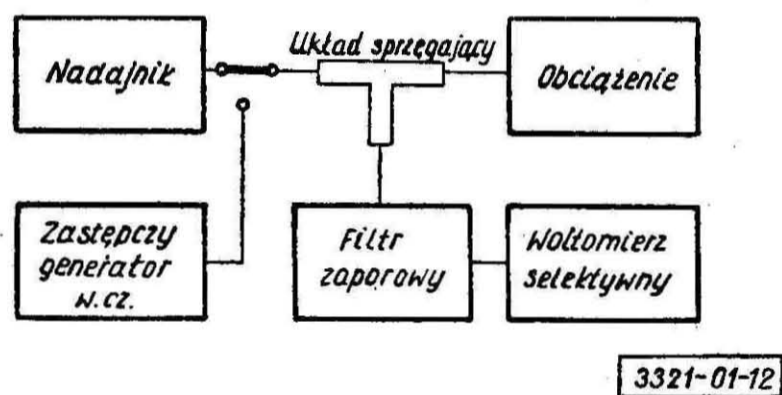 Nadajnik
Układ sprzęgający
Obciążenie
Zastępczy
generator
w.cz.
Filtr
zaporowy
Woltomierz
selektywny
3321-01-12